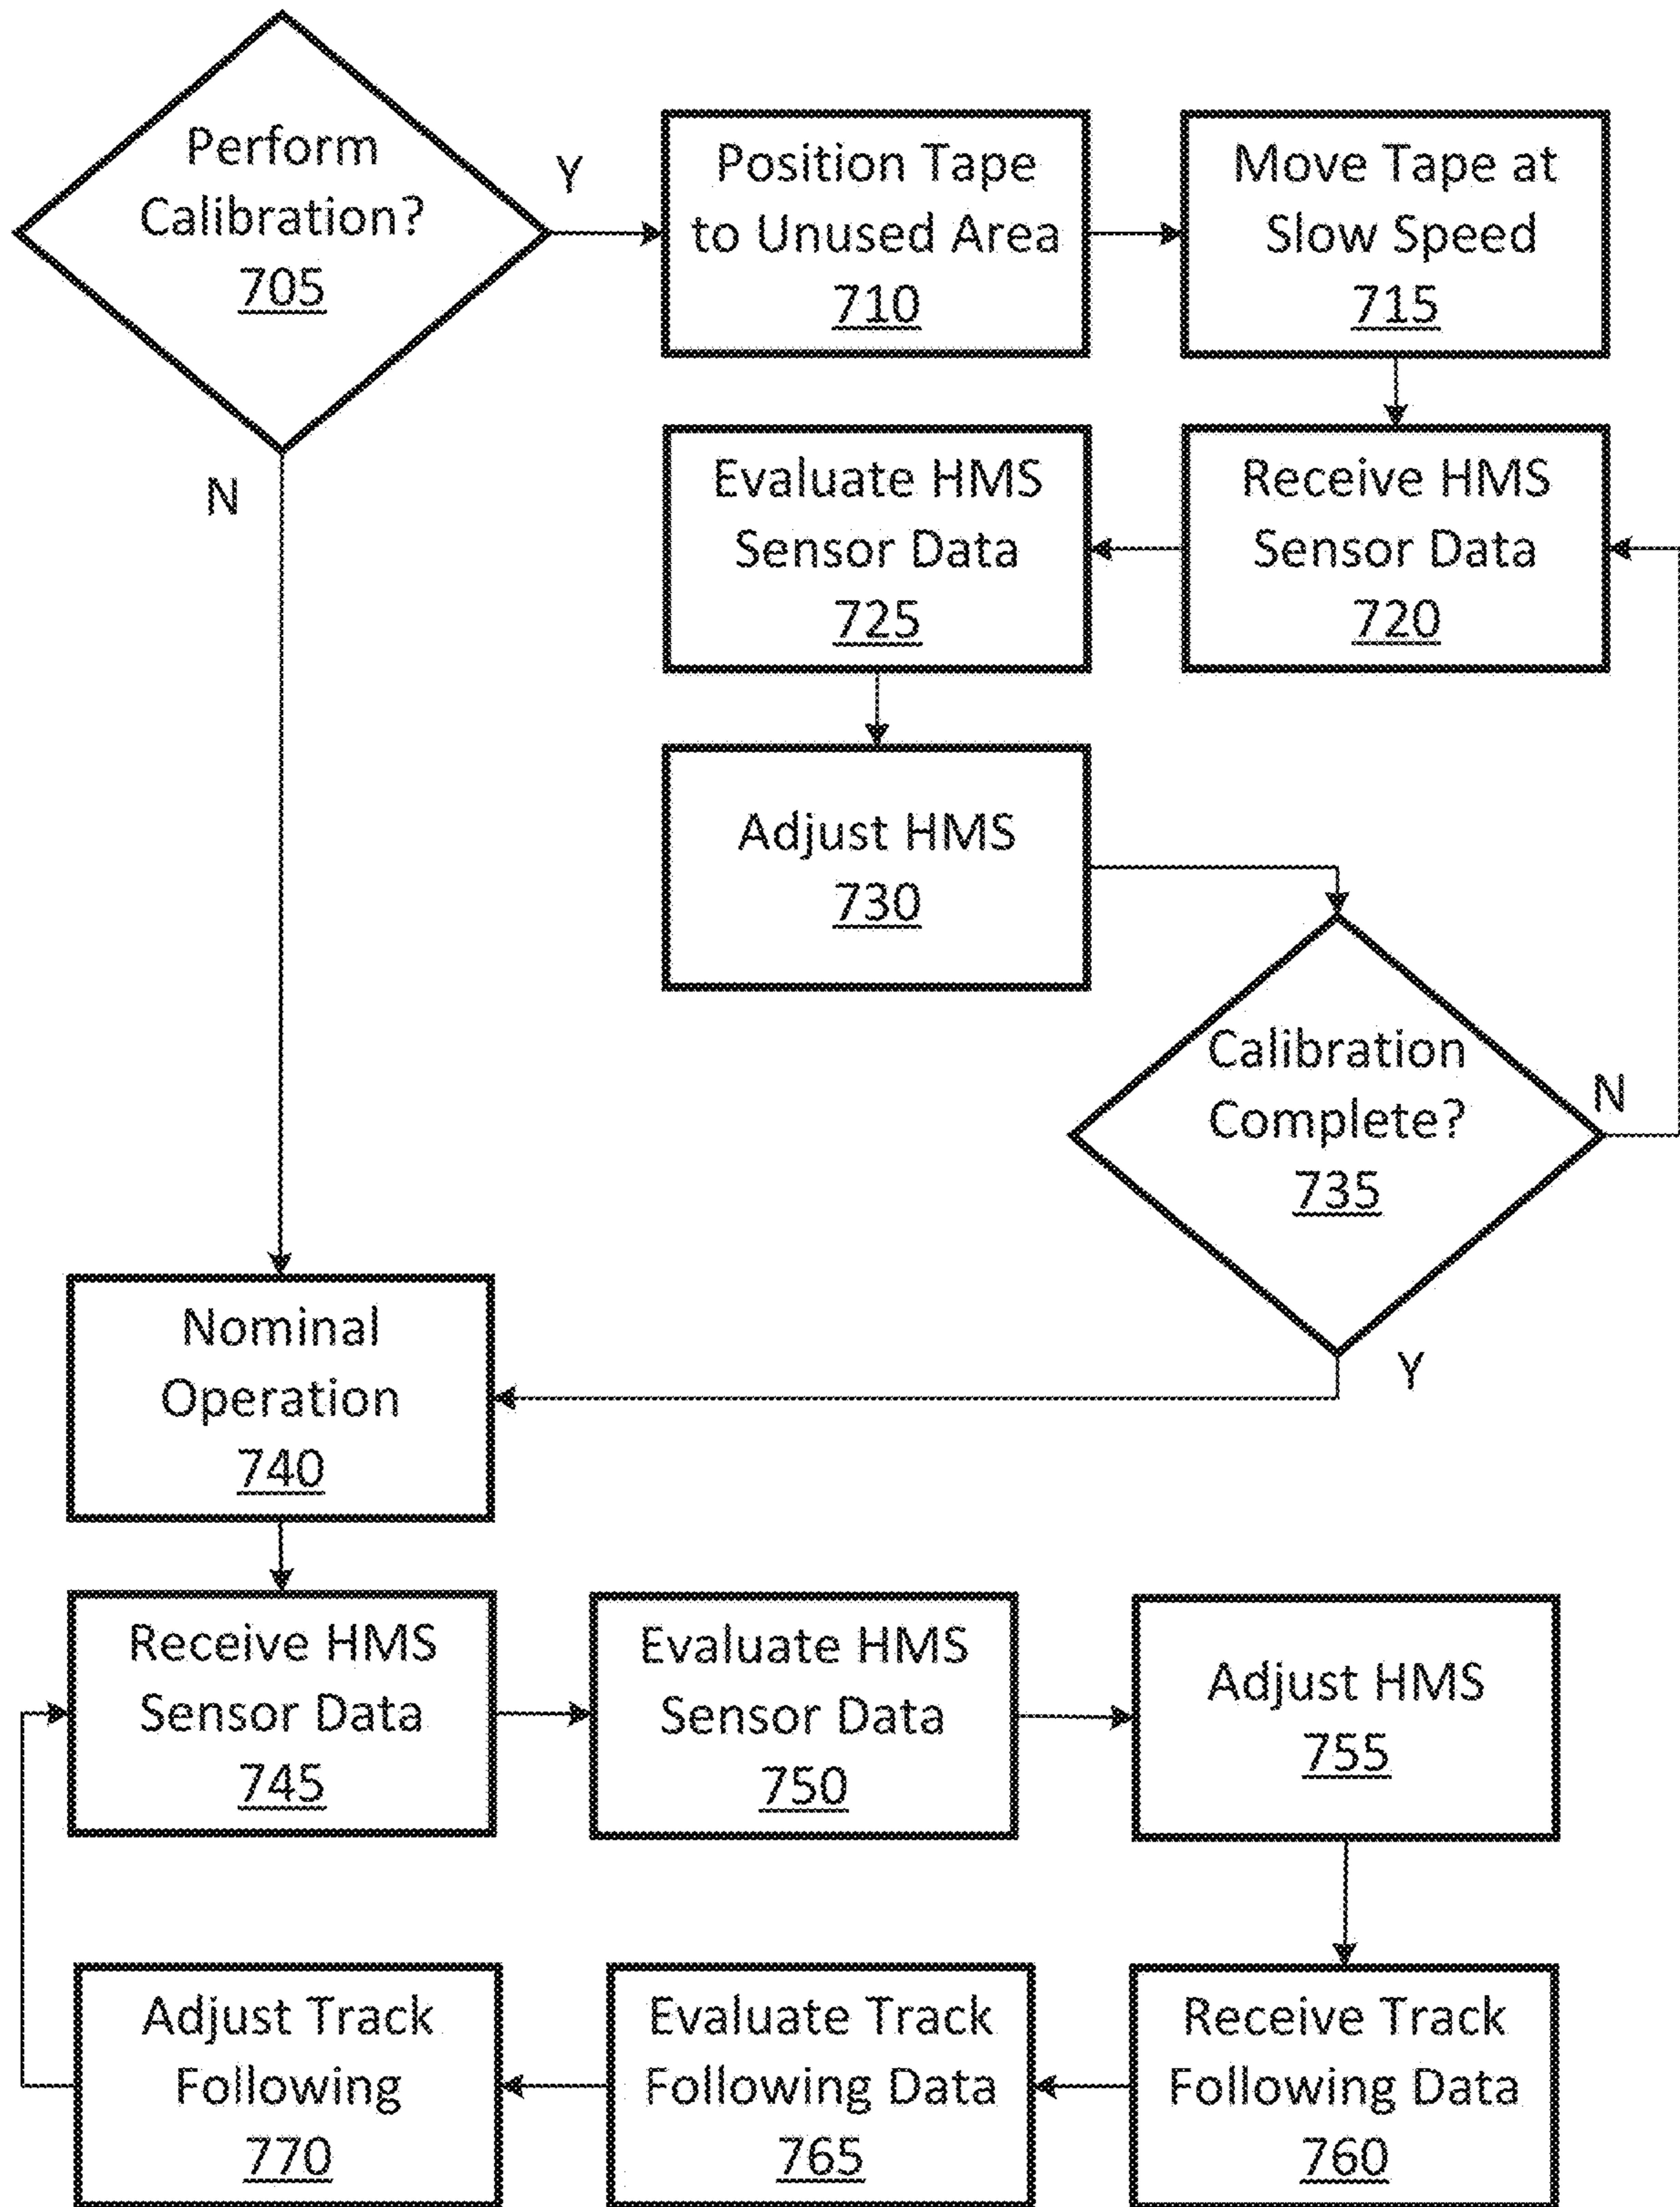 Perform
Calibration?
705
Y
N
Position Tape
to Unused Area
710
Move Tape at
Slow Speed
715
Receive HMS
Sensor Data
720
Evaluate HMS
Sensor Data
725
Adjust HMS
730
Calibration
Complete?
735
N
Y
Nominal
Operation
740
Receive HMS
Sensor Data
745
Evaluate HMS
Sensor Data
750
Adjust HMS
755
Receive Track
Following Data
760
Evaluate Track
Following Data
765
Adjust Track
Following
770